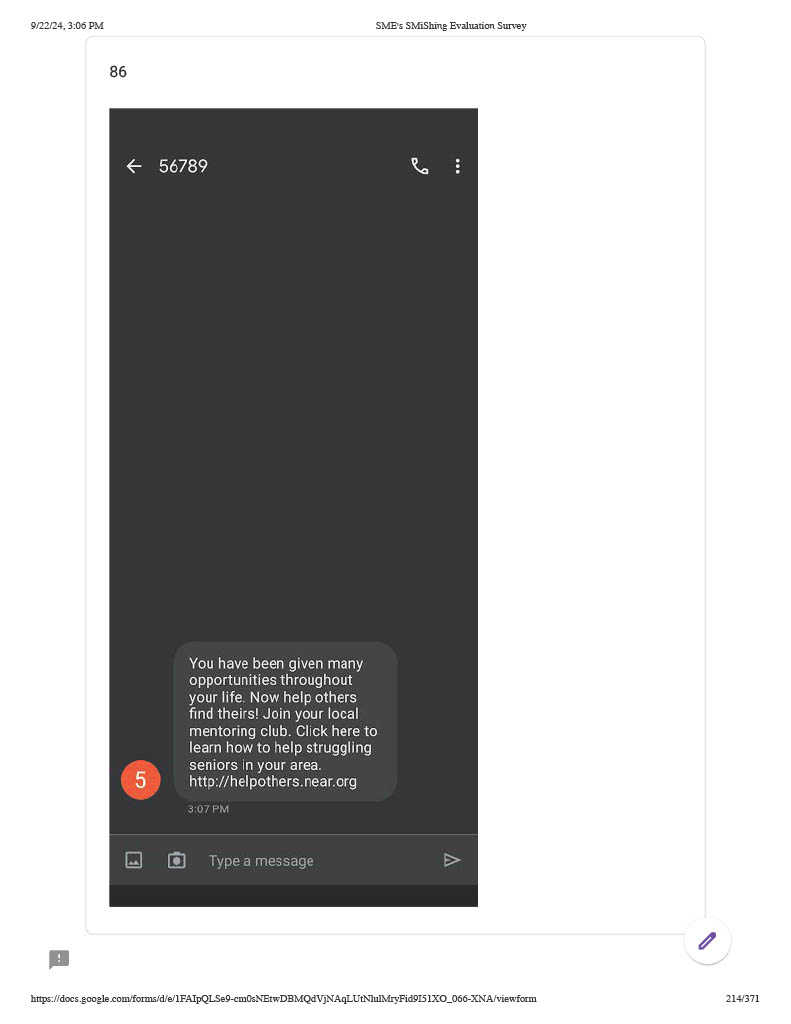 9/22/24, 3:06 PM SME's SMiShing Evaluation Survey
86
56789
You have been given many
opportunities throughout
your life. Now help others
find theirs! Join your local
mentoring club. Click here to
learn how to help struggling
seniors in your area.
http://helpothers.near.org
5
3:07 PM
Type a message
https://docs.google.com/forms/d/e/1FAIpQLSe9-cm0sNEtwDBMQdVjNAqLUtNlulMryFid9I51XO_066-XNA/viewform 214/371